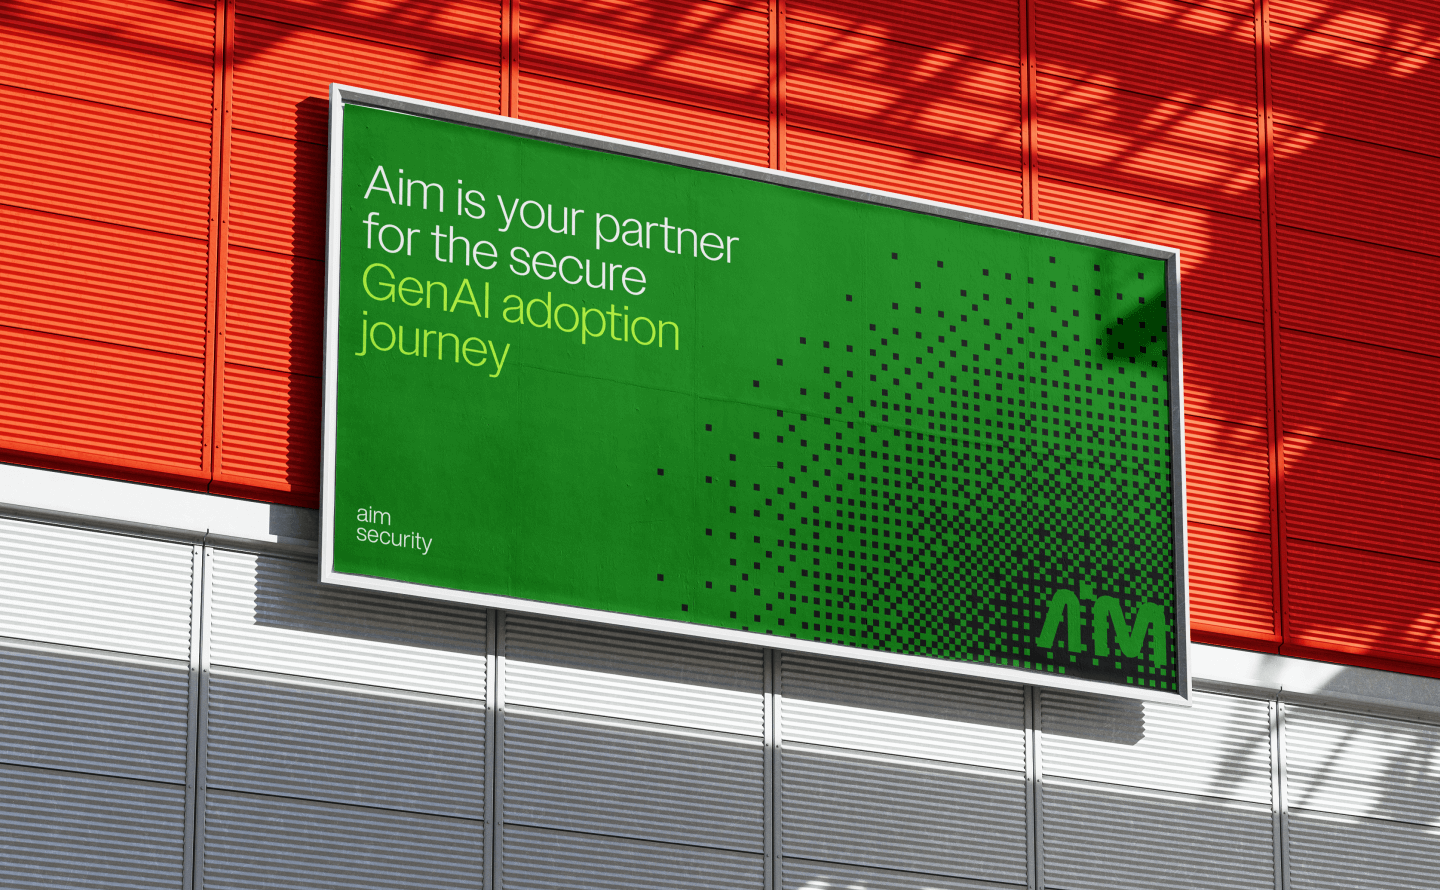 Aim is your partner
for the secure
GenAI adoption
journey
aim
security
AIM